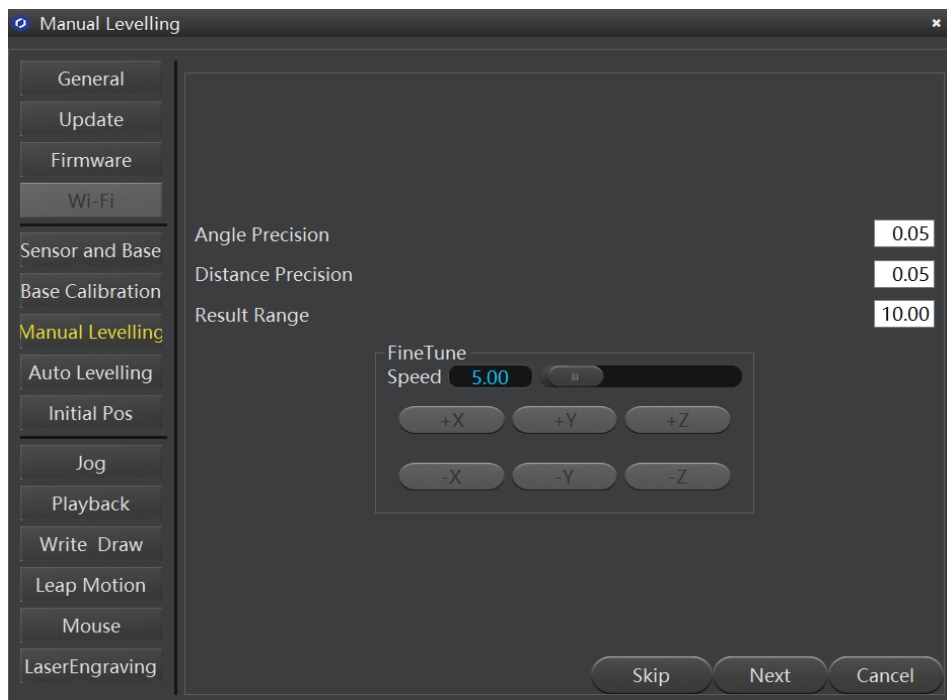 Manual Levelling
General
Update
Firmware
Wi-Fi
Sensor and Base
Base Calibration
Manual Levelling
Auto Levelling
Initial Pos
Jog
Playback
Write Draw
Leap Motion
Mouse
LaserEngraving
Angle Precision 0.05
Distance Precision 0.05
Result Range 10.00
FineTune
Speed 5.00
+X +Y +Z
-X -Y -Z
Skip Next Cancel